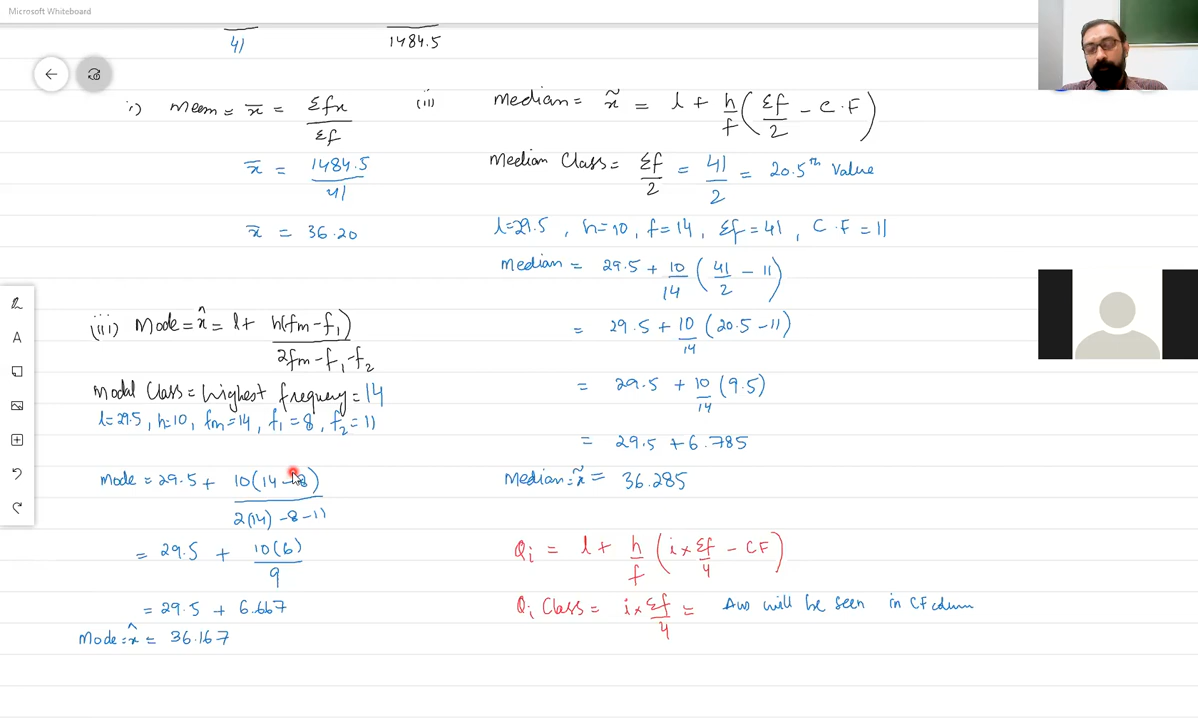 Microsoft Whiteboard
41
1484.5
i) Mean = x̄ = Σfx / Σf
x̄ = 1484.5 / 41
x̄ = 36.20
(ii) Median = x̃ = l + h/f (Σf/2 - C.F)
Median Class = Σf/2 = 41/2 = 20.5th Value
l=29.5, h=10, f=14, Σf=41, C.F=11
Median = 29.5 + 10/14 (41/2 - 11)
= 29.5 + 10/14 (20.5-11)
= 29.5 + 10/14 (9.5)
= 29.5 + 6.785
Median = x̃ = 36.285
(iii) Mode = x̂ = l + h(fm-f₁) / 2fm-f₁-f₂
Modal Class = highest frequency = 14
l=29.5, h=10, fm=14, f₁=8, f₂=11
Mode = 29.5 + 10(14-8) / 2(14)-8-11
= 29.5 + 10(6) / 9
= 29.5 + 6.667
Mode = x̂ = 36.167
Qi = l + h/f (i×Σf/4 - CF)
Qi Class = i×Σf/4 = Aus will be seen in CF column